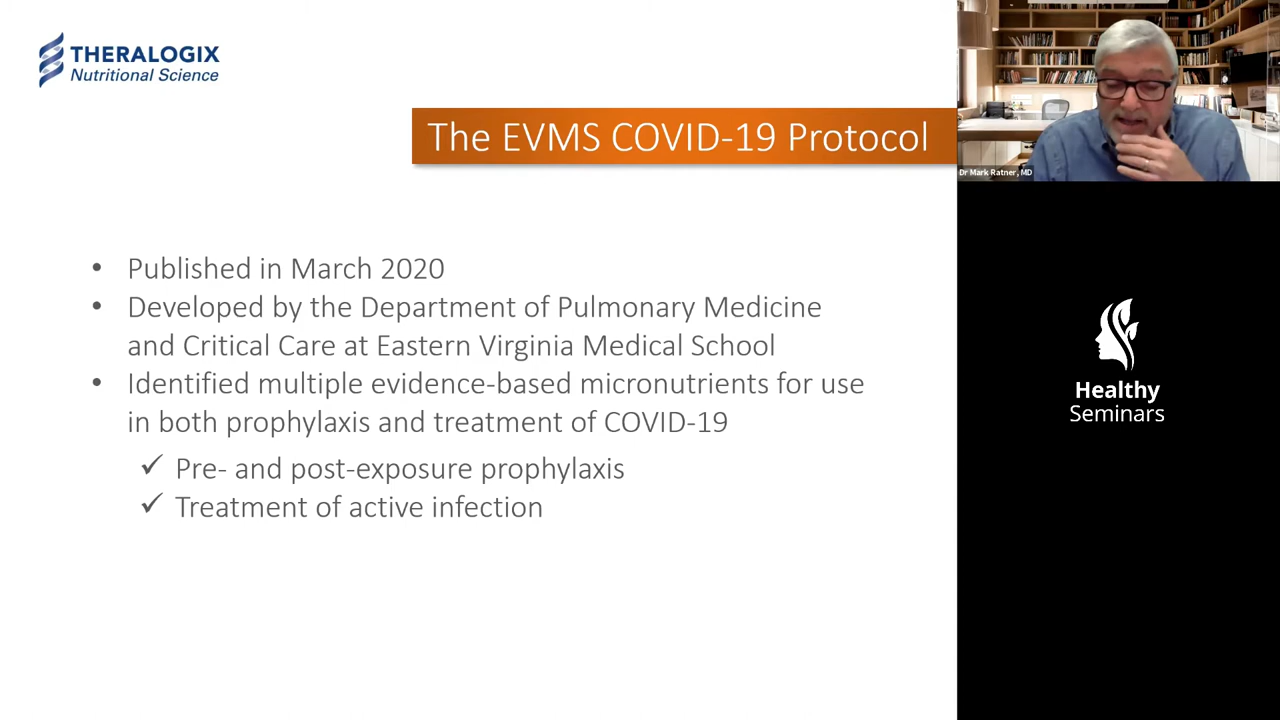 THERALOGIX
Nutritional Science
The EVMS COVID-19 Protocol
Dr Mark Ratner, MD
• Published in March 2020
• Developed by the Department of Pulmonary Medicine
and Critical Care at Eastern Virginia Medical School
• Identified multiple evidence-based micronutrients for use
in both prophylaxis and treatment of COVID-19
✓ Pre- and post-exposure prophylaxis
✓ Treatment of active infection
Healthy
Seminars